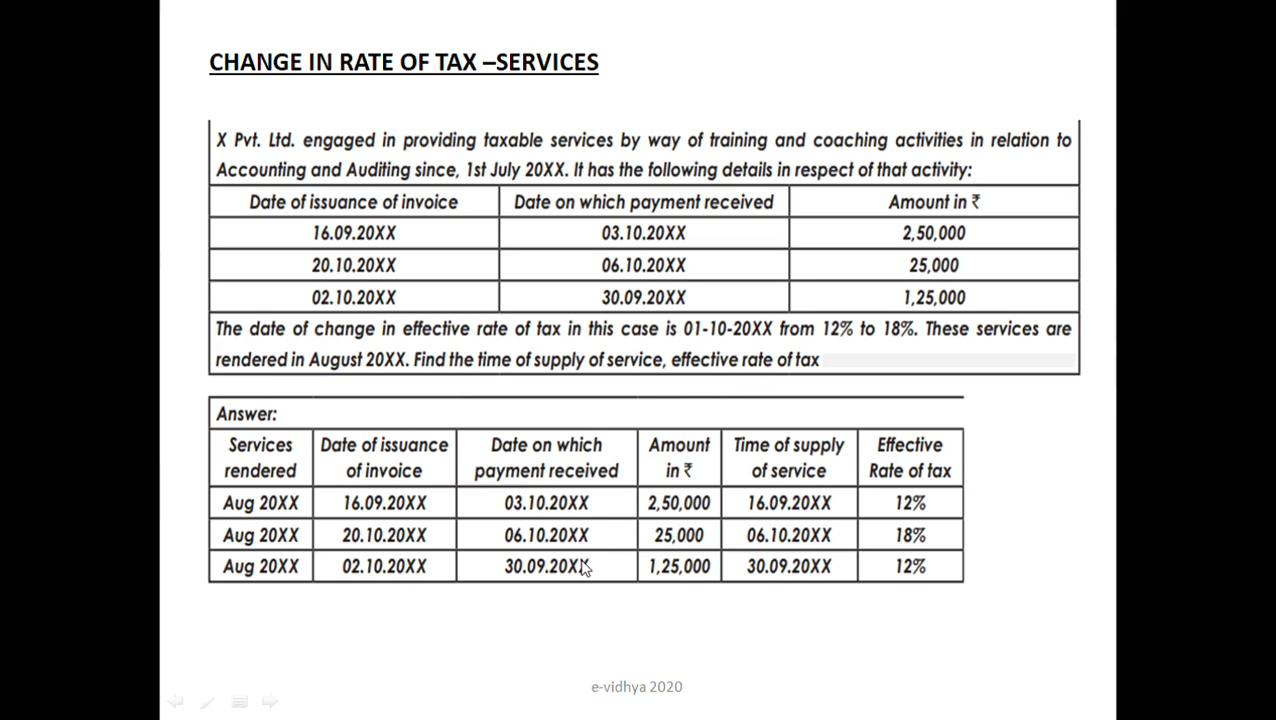 CHANGE IN RATE OF TAX –SERVICES
X Pvt. Ltd. engaged in providing taxable services by way of training and coaching activities in relation to
Accounting and Auditing since, 1st July 20XX. It has the following details in respect of that activity:
Date of issuance of invoice Date on which payment received Amount in ₹
16.09.20XX 03.10.20XX 2,50,000
20.10.20XX 06.10.20XX 25,000
02.10.20XX 30.09.20XX 1,25,000
The date of change in effective rate of tax in this case is 01-10-20XX from 12% to 18%. These services are
rendered in August 20XX. Find the time of supply of service, effective rate of tax
Answer:
Services Date of issuance Date on which Amount Time of supply Effective
rendered of invoice payment received in ₹ of service Rate of tax
Aug 20XX 16.09.20XX 03.10.20XX 2,50,000 16.09.20XX 12%
Aug 20XX 20.10.20XX 06.10.20XX 25,000 06.10.20XX 18%
Aug 20XX 02.10.20XX 30.09.20XX 1,25,000 30.09.20XX 12%
e-vidhya 2020